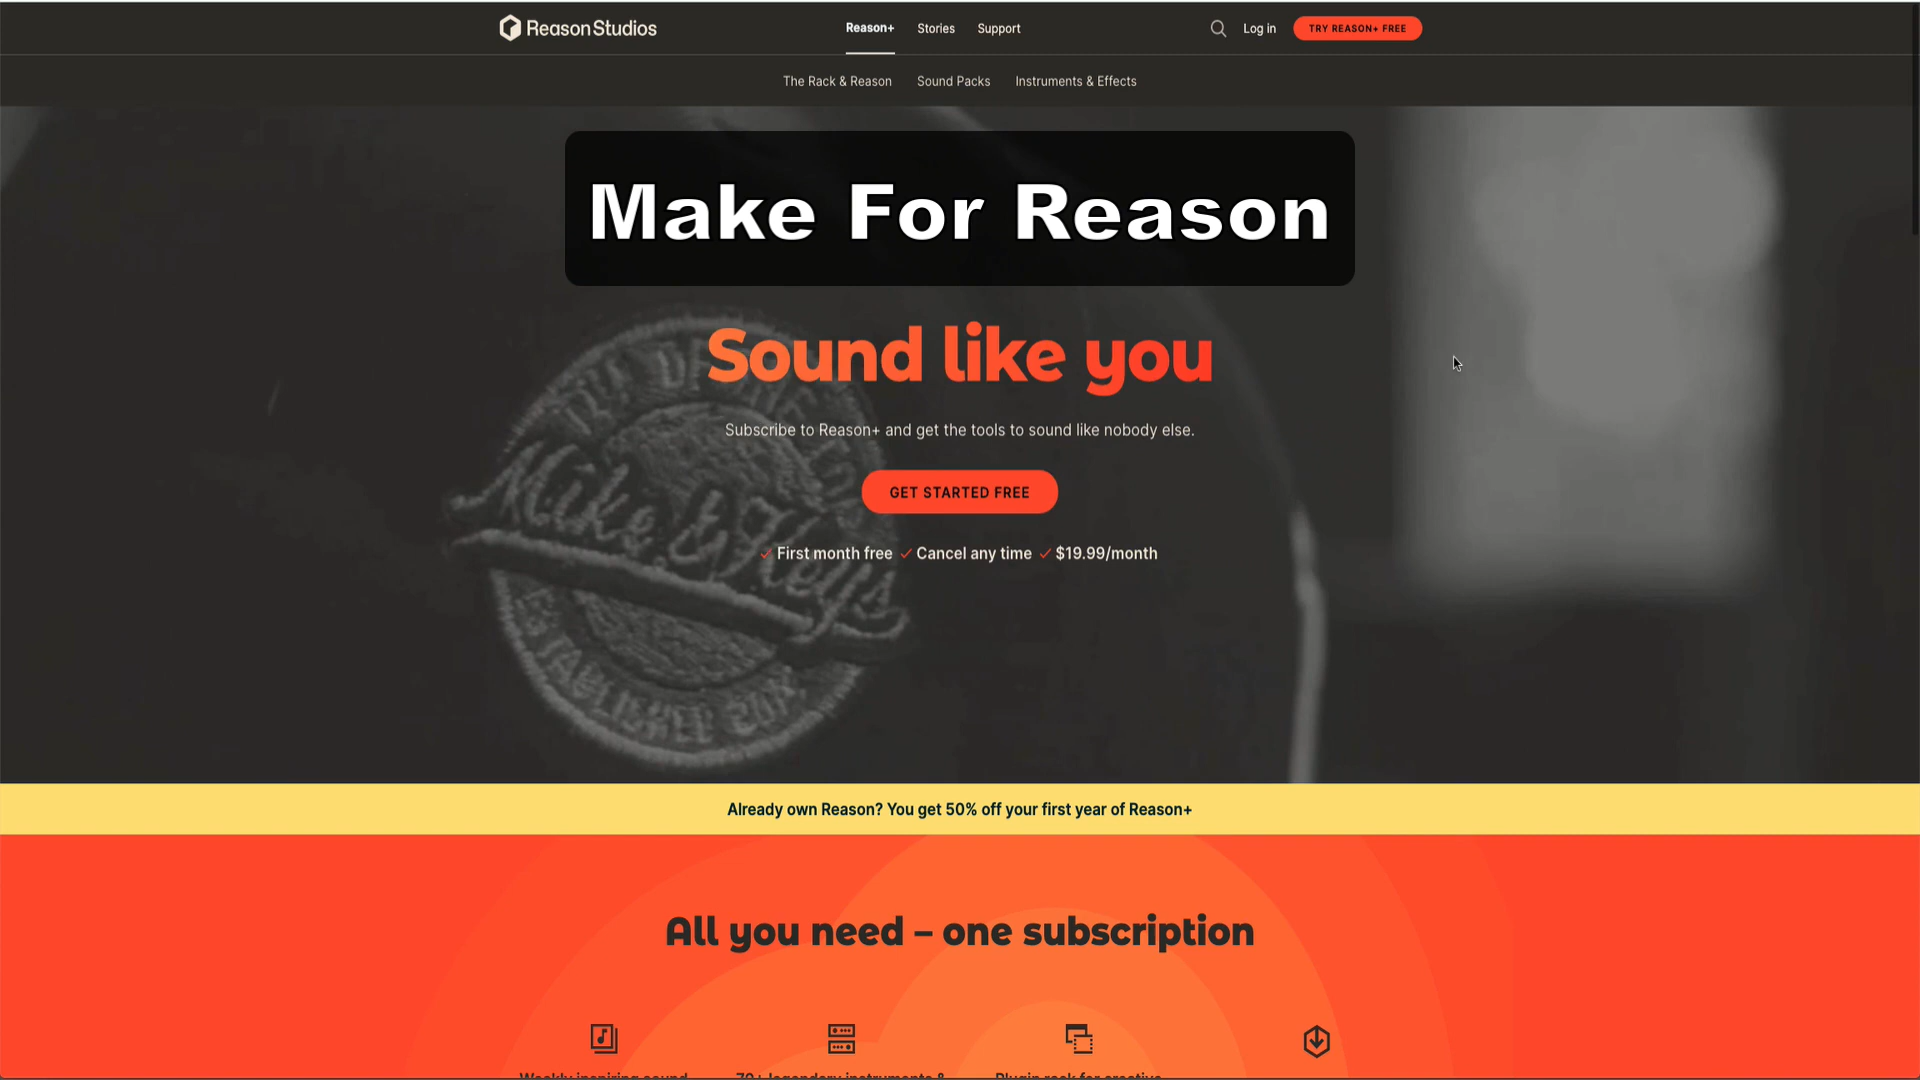 Reason Studios
Reason+ Stories Support
Log in TRY REASON+ FREE
The Rack & Reason Sound Packs Instruments & Effects
Make For Reason
Sound like you
Subscribe to Reason+ and get the tools to sound like nobody else.
GET STARTED FREE
First month free Cancel any time $19.99/month
Mike & Keys
Already own Reason? You get 50% off your first year of Reason+
All you need – one subscription